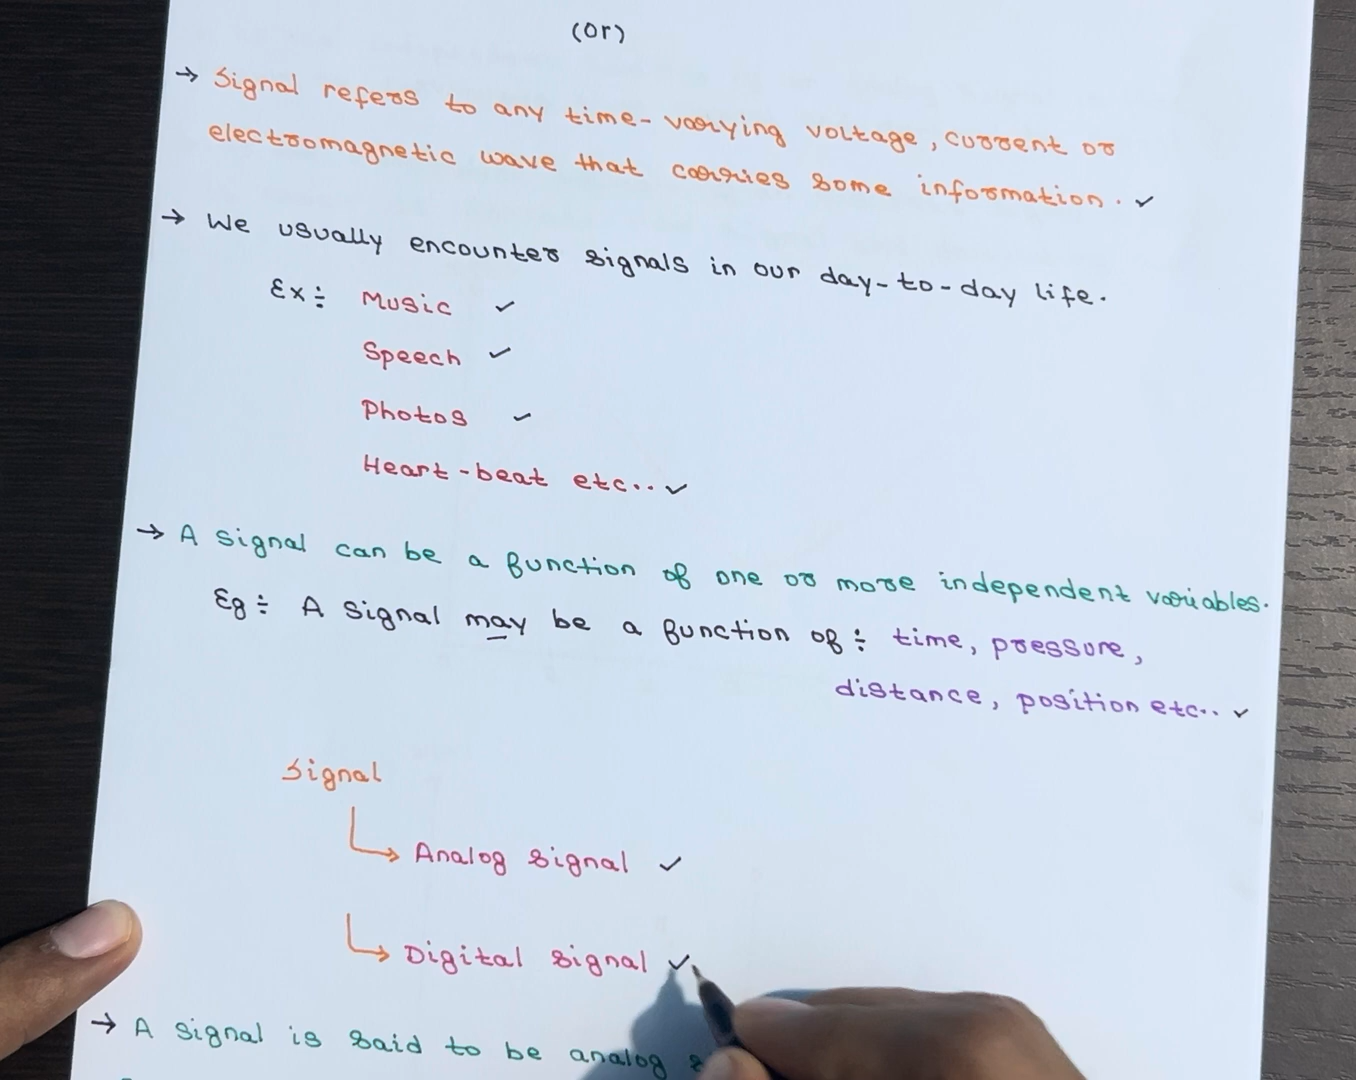 (or)
→ Signal refers to any time-varying voltage, current or
electromagnetic wave that carries some information. ✓
→ We usually encounter signals in our day-to-day life.
Ex÷ Music ✓
Speech ✓
Photos ✓
Heart-beat etc.. ✓
→ A signal can be a function of one or more independent variables.
Eg÷ A signal may be a function of÷ time, pressure,
distance, position etc.. ✓
Signal
Analog signal ✓
Digital signal ✓
→ A signal is said to be analog